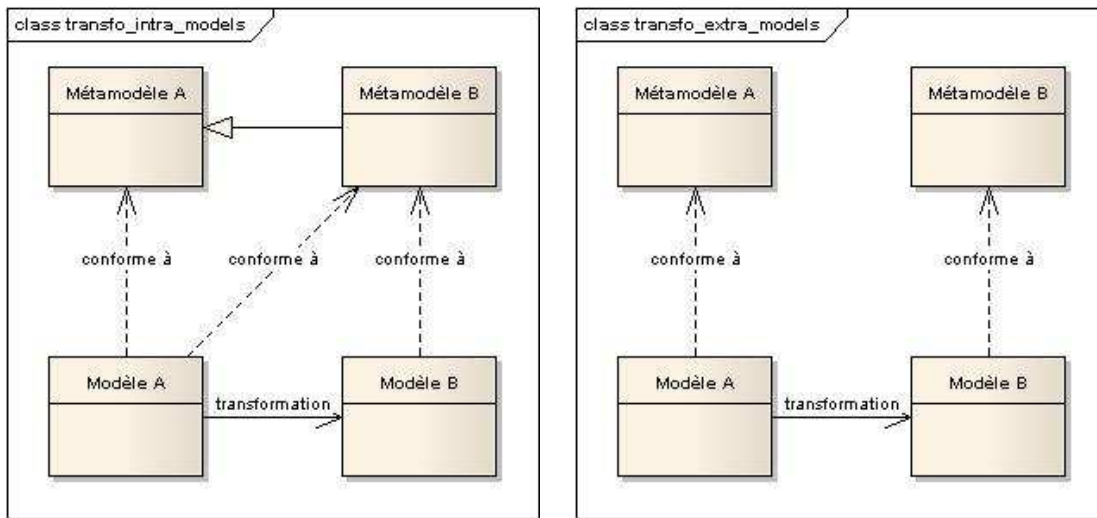 class transfo_intra_models
Métamodèle A
Métamodèle B
conforme à
conforme à
conforme à
Modèle A
transformation
Modèle B
class transfo_extra_models
Métamodèle A
Métamodèle B
conforme à
conforme à
Modèle A
transformation
Modèle B